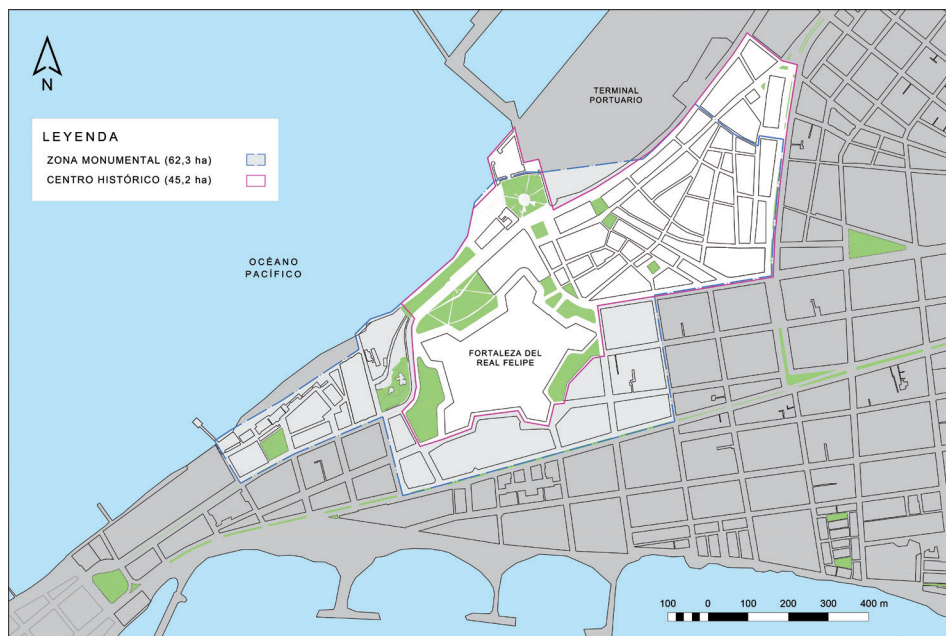 N
TERMINAL
PORTUARIO
LEYENDA
ZONA MONUMENTAL (62,3 ha)
CENTRO HISTÓRICO (45,2 ha)
OCÉANO
PACÍFICO
FORTALEZA DEL
REAL FELIPE
100 0 100 200 300 400 m